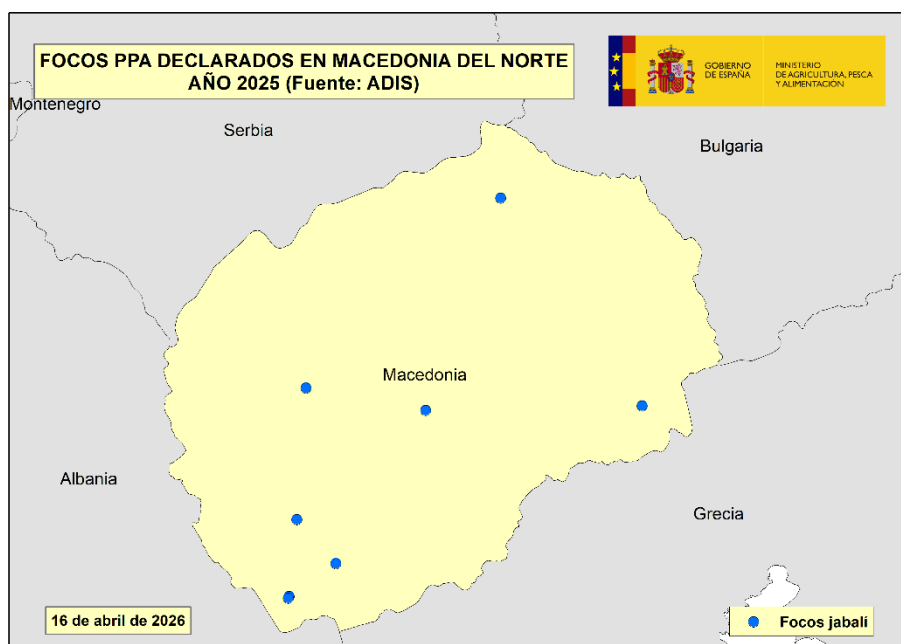 FOCOS PPA DECLARADOS EN MACEDONIA DEL NORTE
AÑO 2025 (Fuente: ADIS)
GOBIERNO
DE ESPAÑA
MINISTERIO
DE AGRICULTURA, PESCA
Y ALIMENTACIÓN
Montenegro
Serbia
Bulgaria
Macedonia
Albania
Grecia
16 de abril de 2026
Focos jabalí